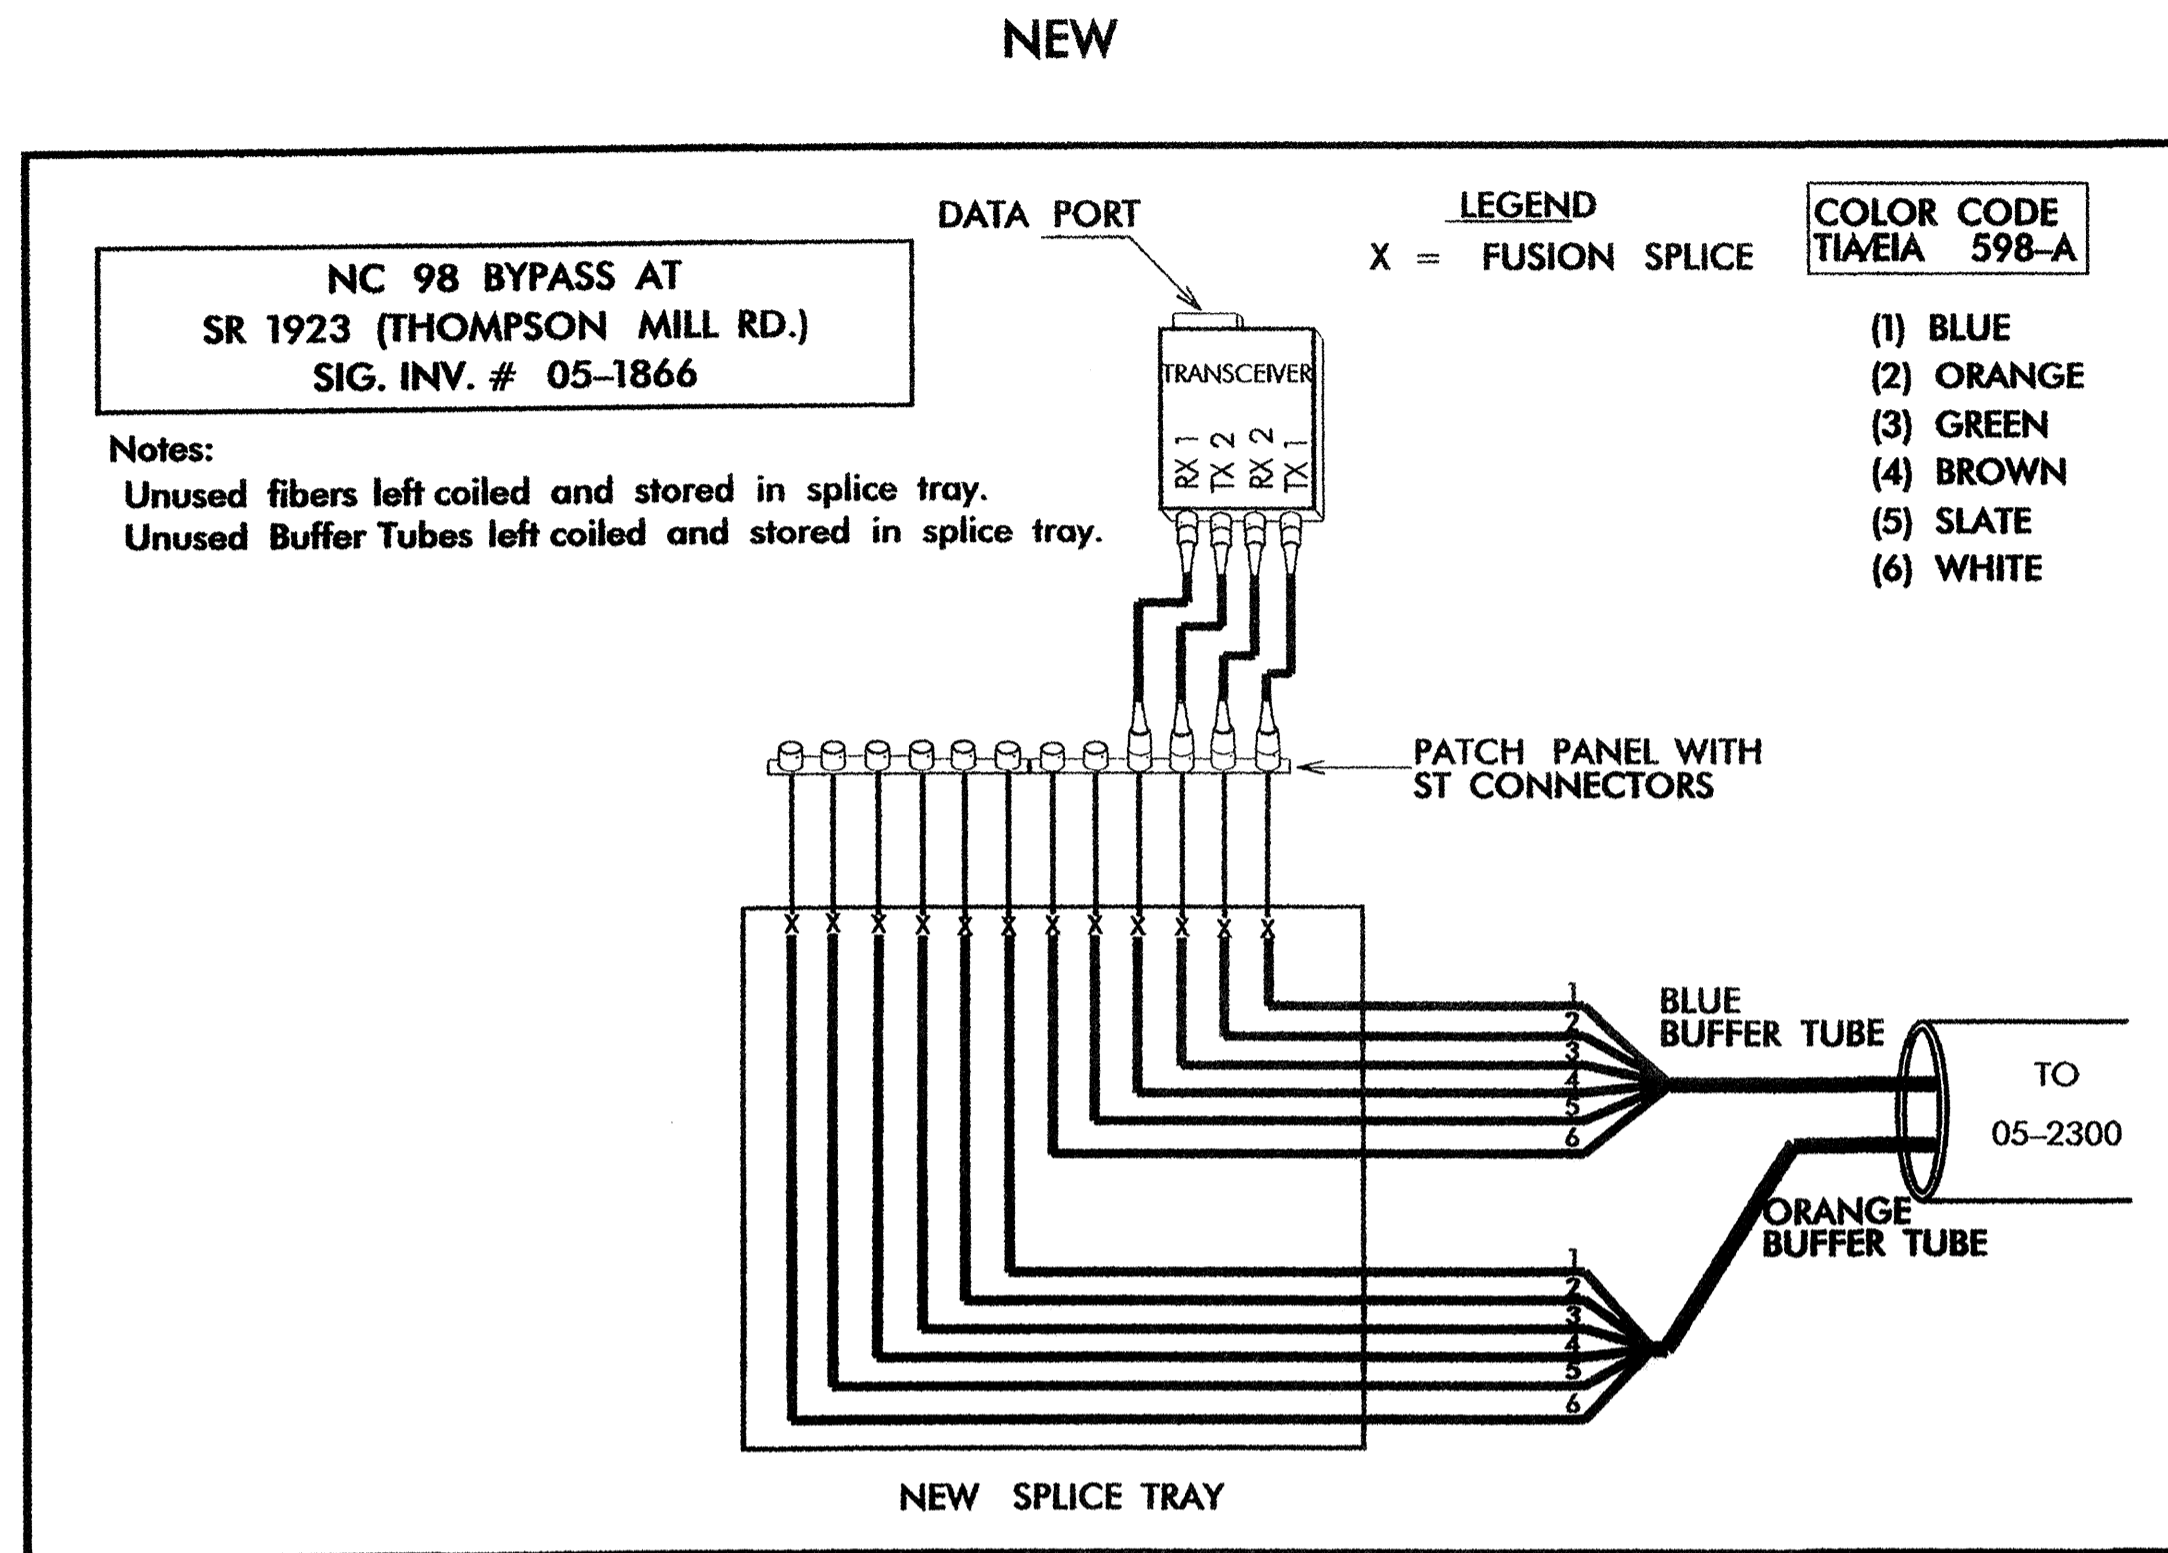 NEW
NC 98 BYPASS AT
SR 1923 (THOMPSON MILL RD.)
SIG. INV. # 05-1866
Notes:
Unused fibers left coiled and stored in splice tray.
Unused Buffer Tubes left coiled and stored in splice tray.
DATA PORT
TRANSCEIVER
RX 1
TX 2
RX 2
TX 1
LEGEND
X = FUSION SPLICE
COLOR CODE
TIA/EIA 598-A
(1) BLUE
(2) ORANGE
(3) GREEN
(4) BROWN
(5) SLATE
(6) WHITE
PATCH PANEL WITH
ST CONNECTORS
X X X X X X X X X X X X
1
2
3
4
5
6
BLUE
BUFFER TUBE
TO
05-2300
ORANGE
BUFFER TUBE
1
2
3
4
5
6
NEW SPLICE TRAY